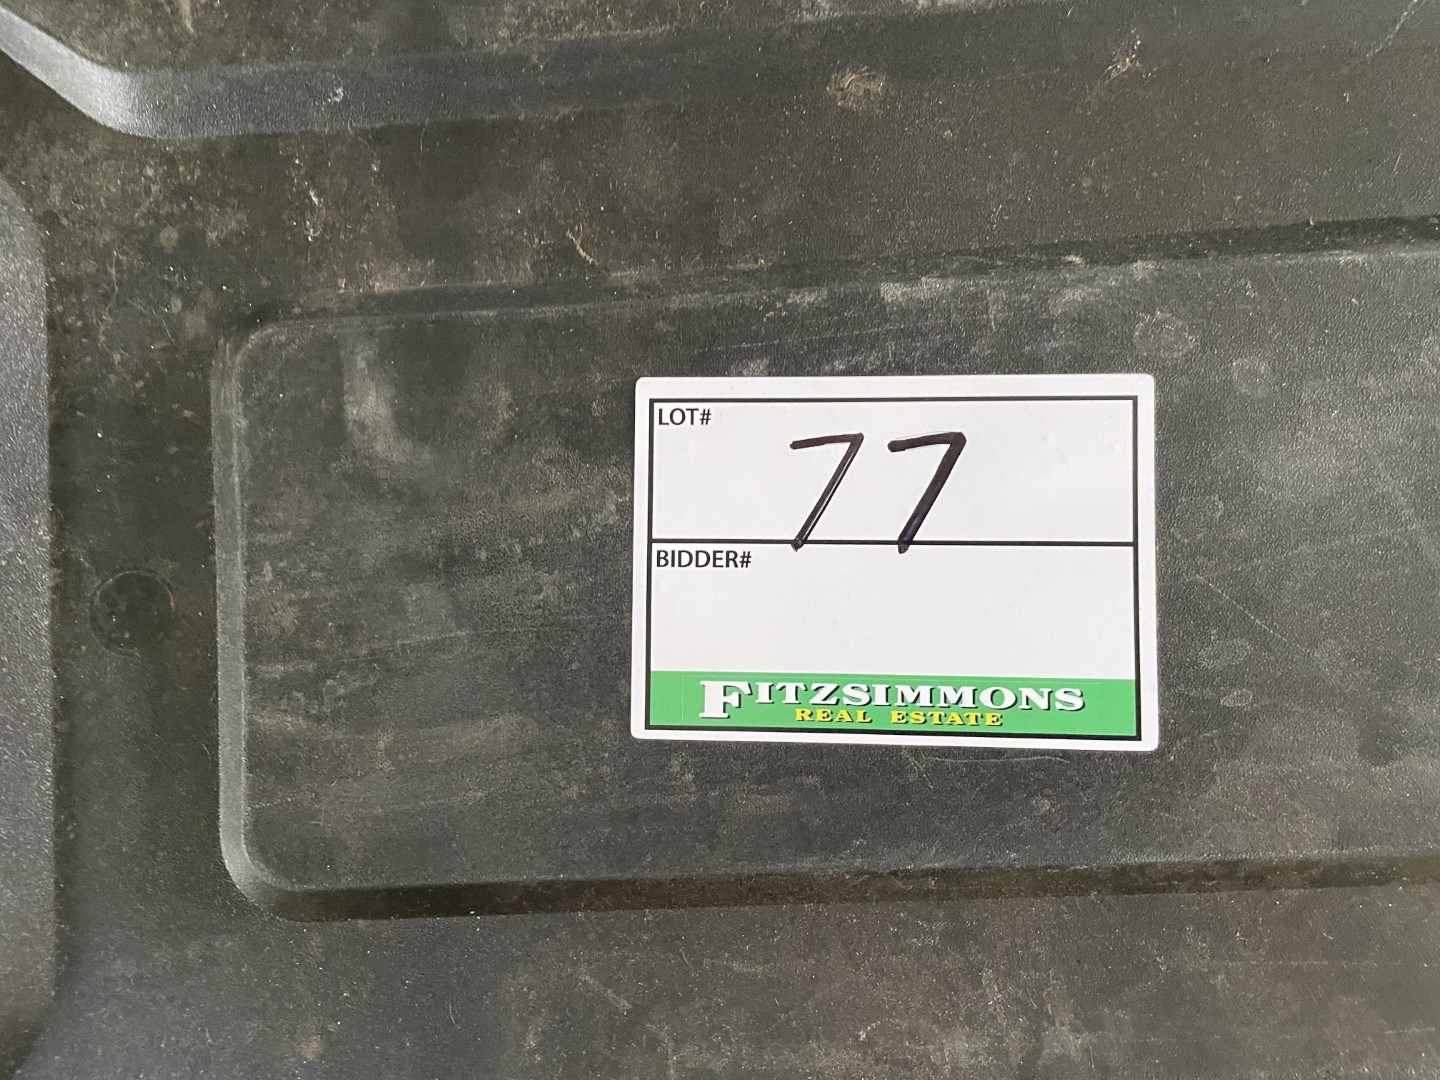 LOT#
77
BIDDER#
FITZSIMMONS
REAL ESTATE